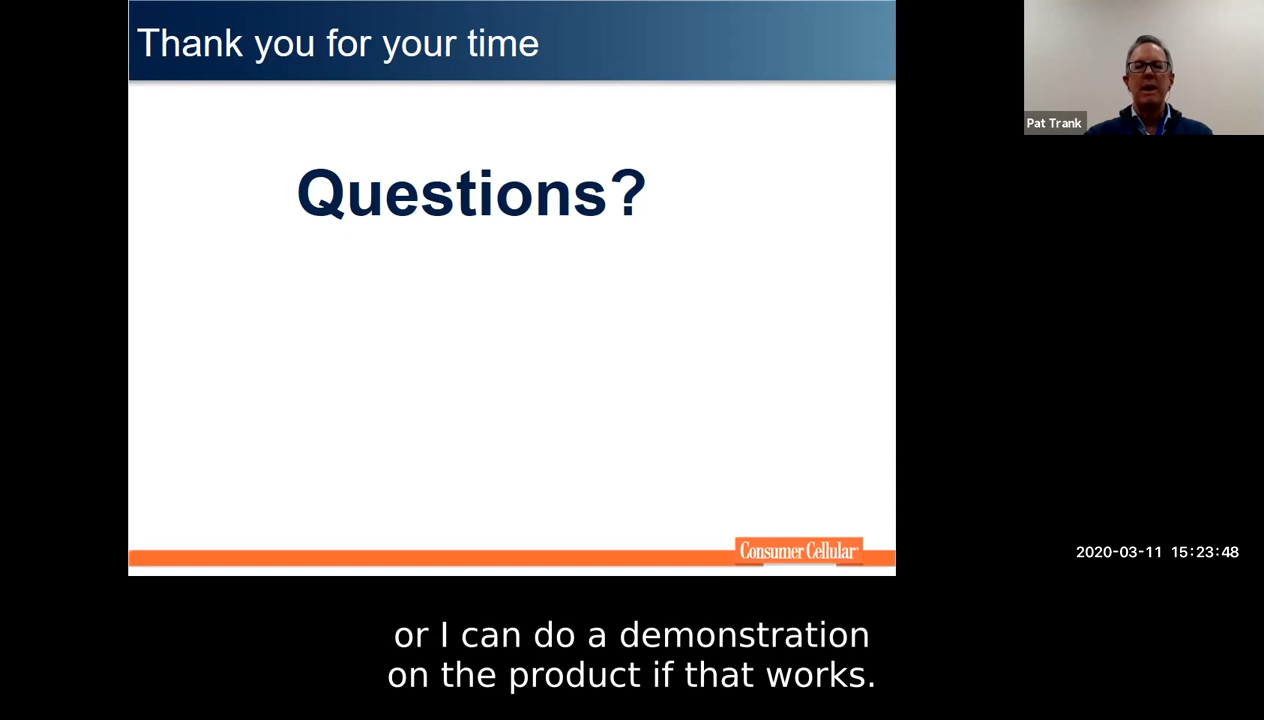 Thank you for your time
Questions?
Consumer Cellular
Pat Trank
2020-03-11 15:23:48
or I can do a demonstration
on the product if that works.